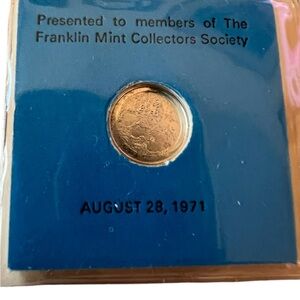 Presented to members of The
Franklin Mint Collectors Society
AUGUST 28, 1971